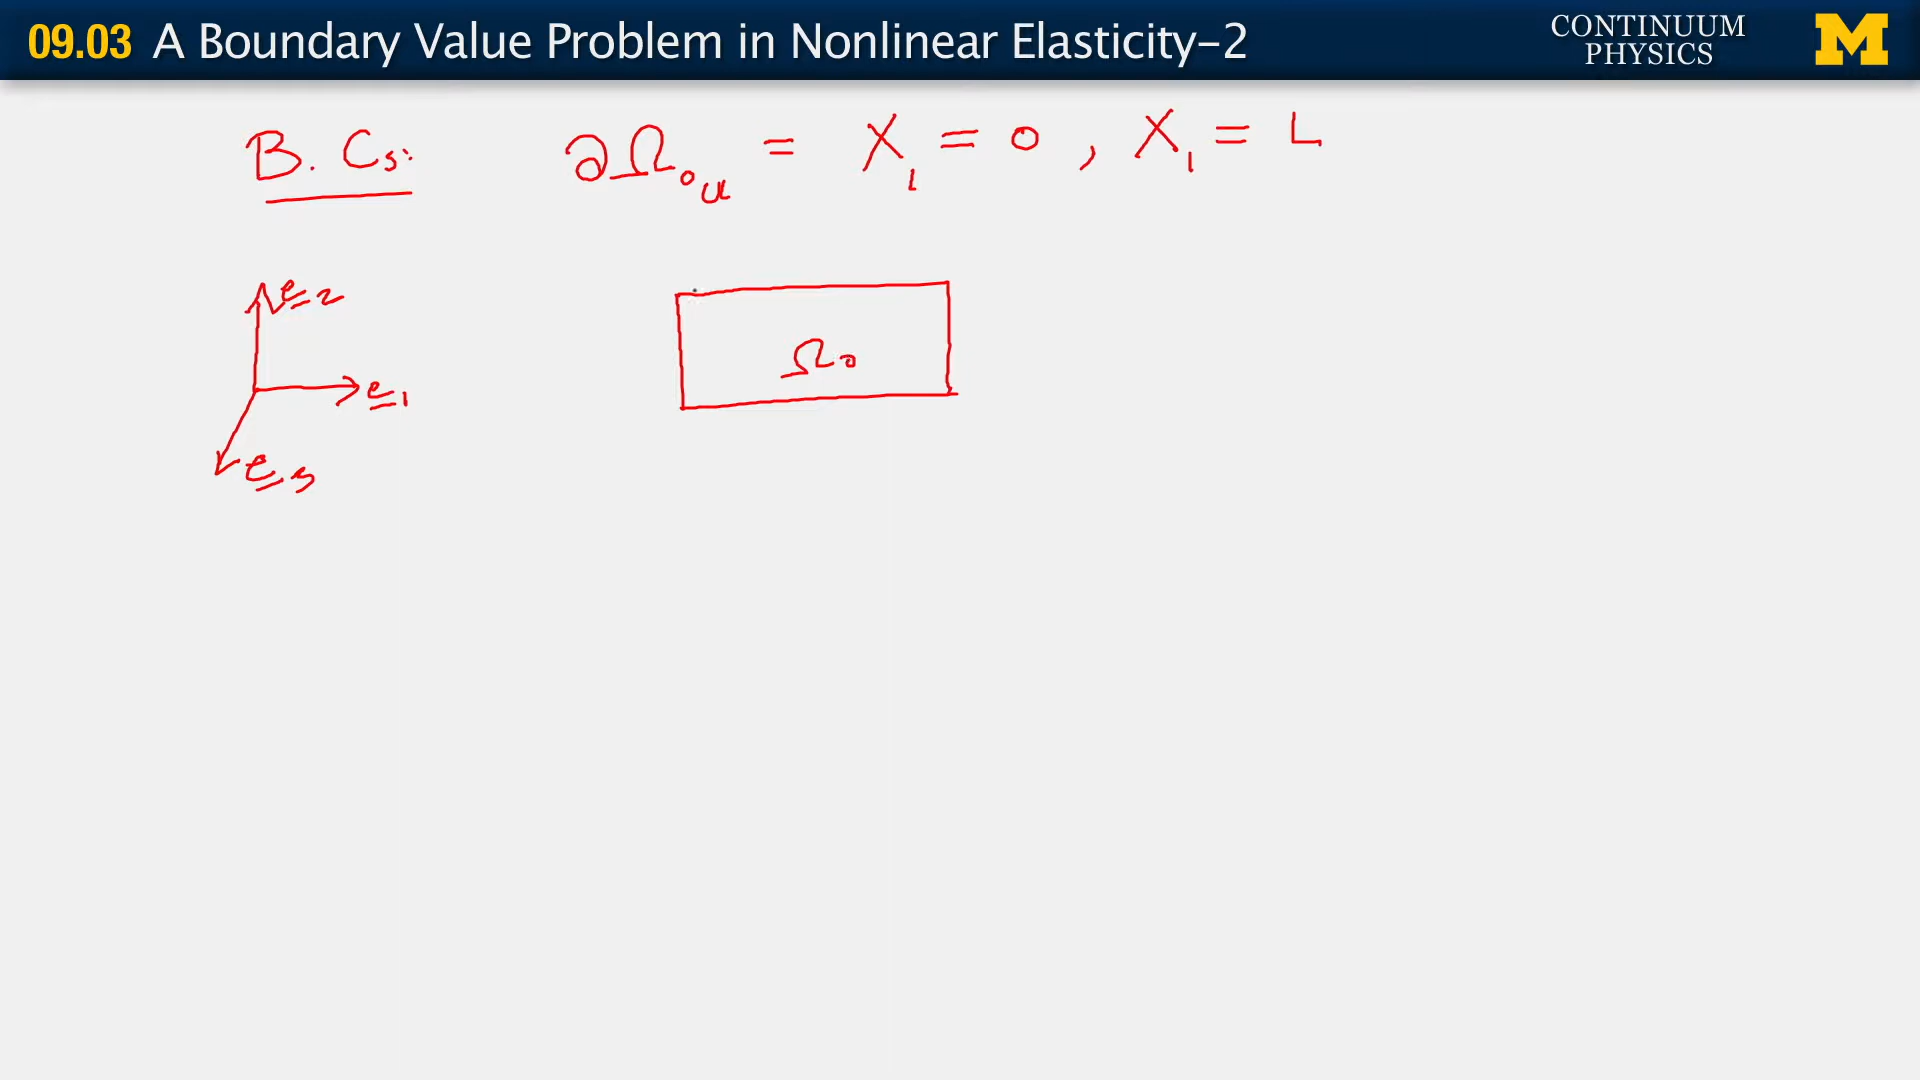 09.03 A Boundary Value Problem in Nonlinear Elasticity-2
CONTINUUM
PHYSICS
M
B. Cs: ∂Ω₀ᵤ = X₁ = 0 , X₁ = L
e₂
Ω₀
e₁
e₃